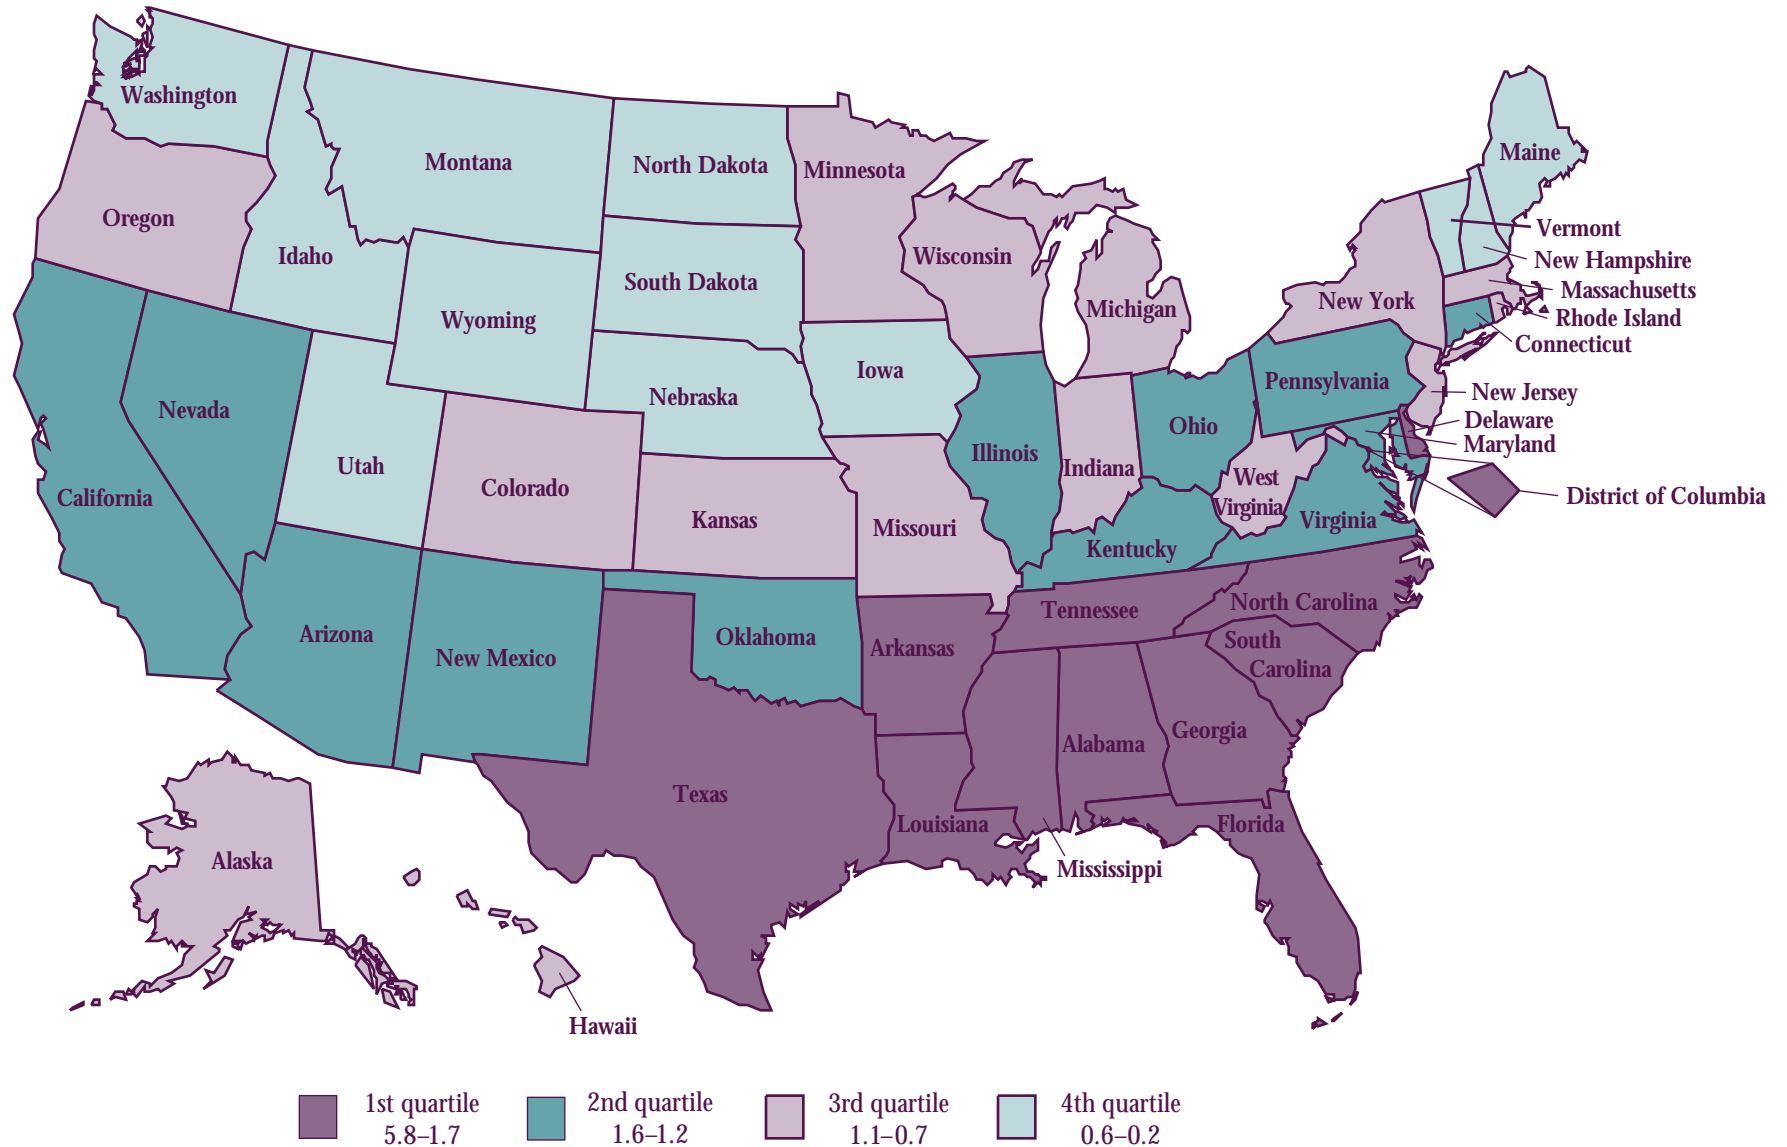 Washington
Montana
North Dakota
Minnesota
Maine
Oregon
Idaho
Wisconsin
Vermont
New Hampshire
South Dakota
Massachusetts
Wyoming
Michigan
New York
Rhode Island
Connecticut
Iowa
Nebraska
Pennsylvania
New Jersey
Nevada
Ohio
Delaware
Maryland
Utah
Illinois
Indiana
California
Colorado
West
Virginia
District of Columbia
Kansas
Missouri
Virginia
Kentucky
Arizona
New Mexico
Oklahoma
Arkansas
Tennessee
North Carolina
South
Carolina
Texas
Alabama
Georgia
Louisiana
Florida
Mississippi
Alaska
Hawaii
1st quartile
5.8–1.7
2nd quartile
1.6–1.2
3rd quartile
1.1–0.7
4th quartile
0.6–0.2